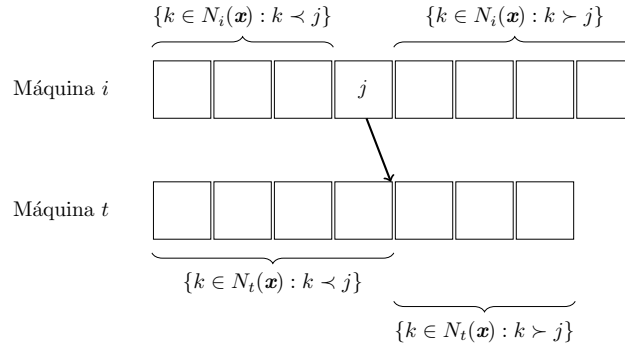 {k ∈ N_i(x) : k ≺ j}
{k ∈ N_i(x) : k ≻ j}
Máquina i
j
Máquina t
{k ∈ N_t(x) : k ≺ j}
{k ∈ N_t(x) : k ≻ j}